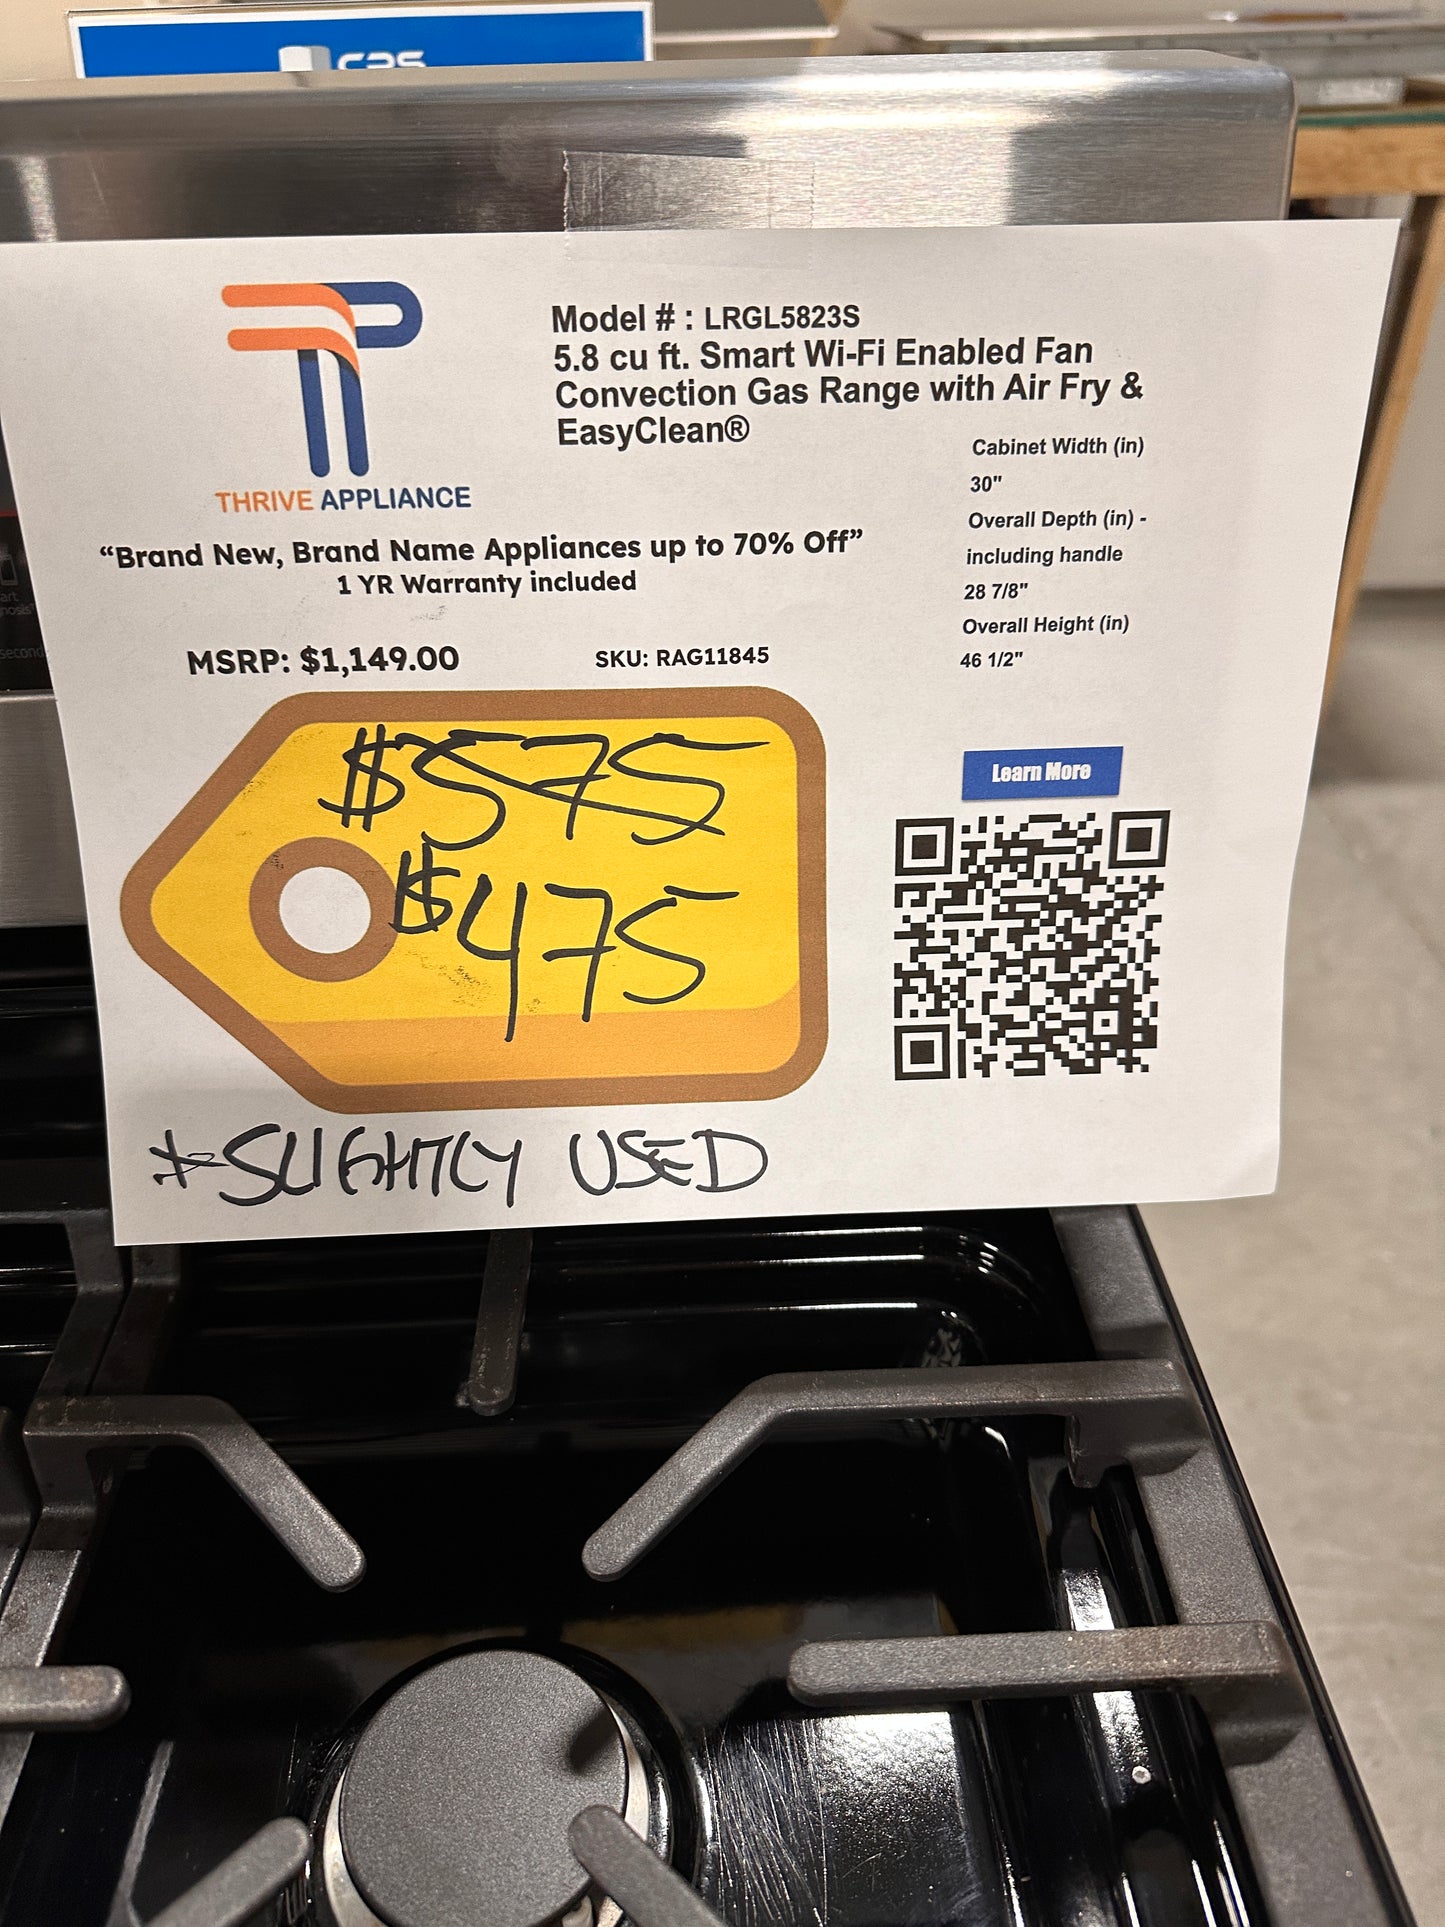 Model # : LRGL5823S
5.8 cu ft. Smart Wi-Fi Enabled Fan
Convection Gas Range with Air Fry &
EasyClean®
THRIVE APPLIANCE
“Brand New, Brand Name Appliances up to 70% Off”
1 YR Warranty included
MSRP: $1,149.00
SKU: RAG11845
Cabinet Width (in)
30"
Overall Depth (in) -
including handle
28 7/8"
Overall Height (in)
46 1/2"
$575
$475
Learn More
*SLIGHTLY USED